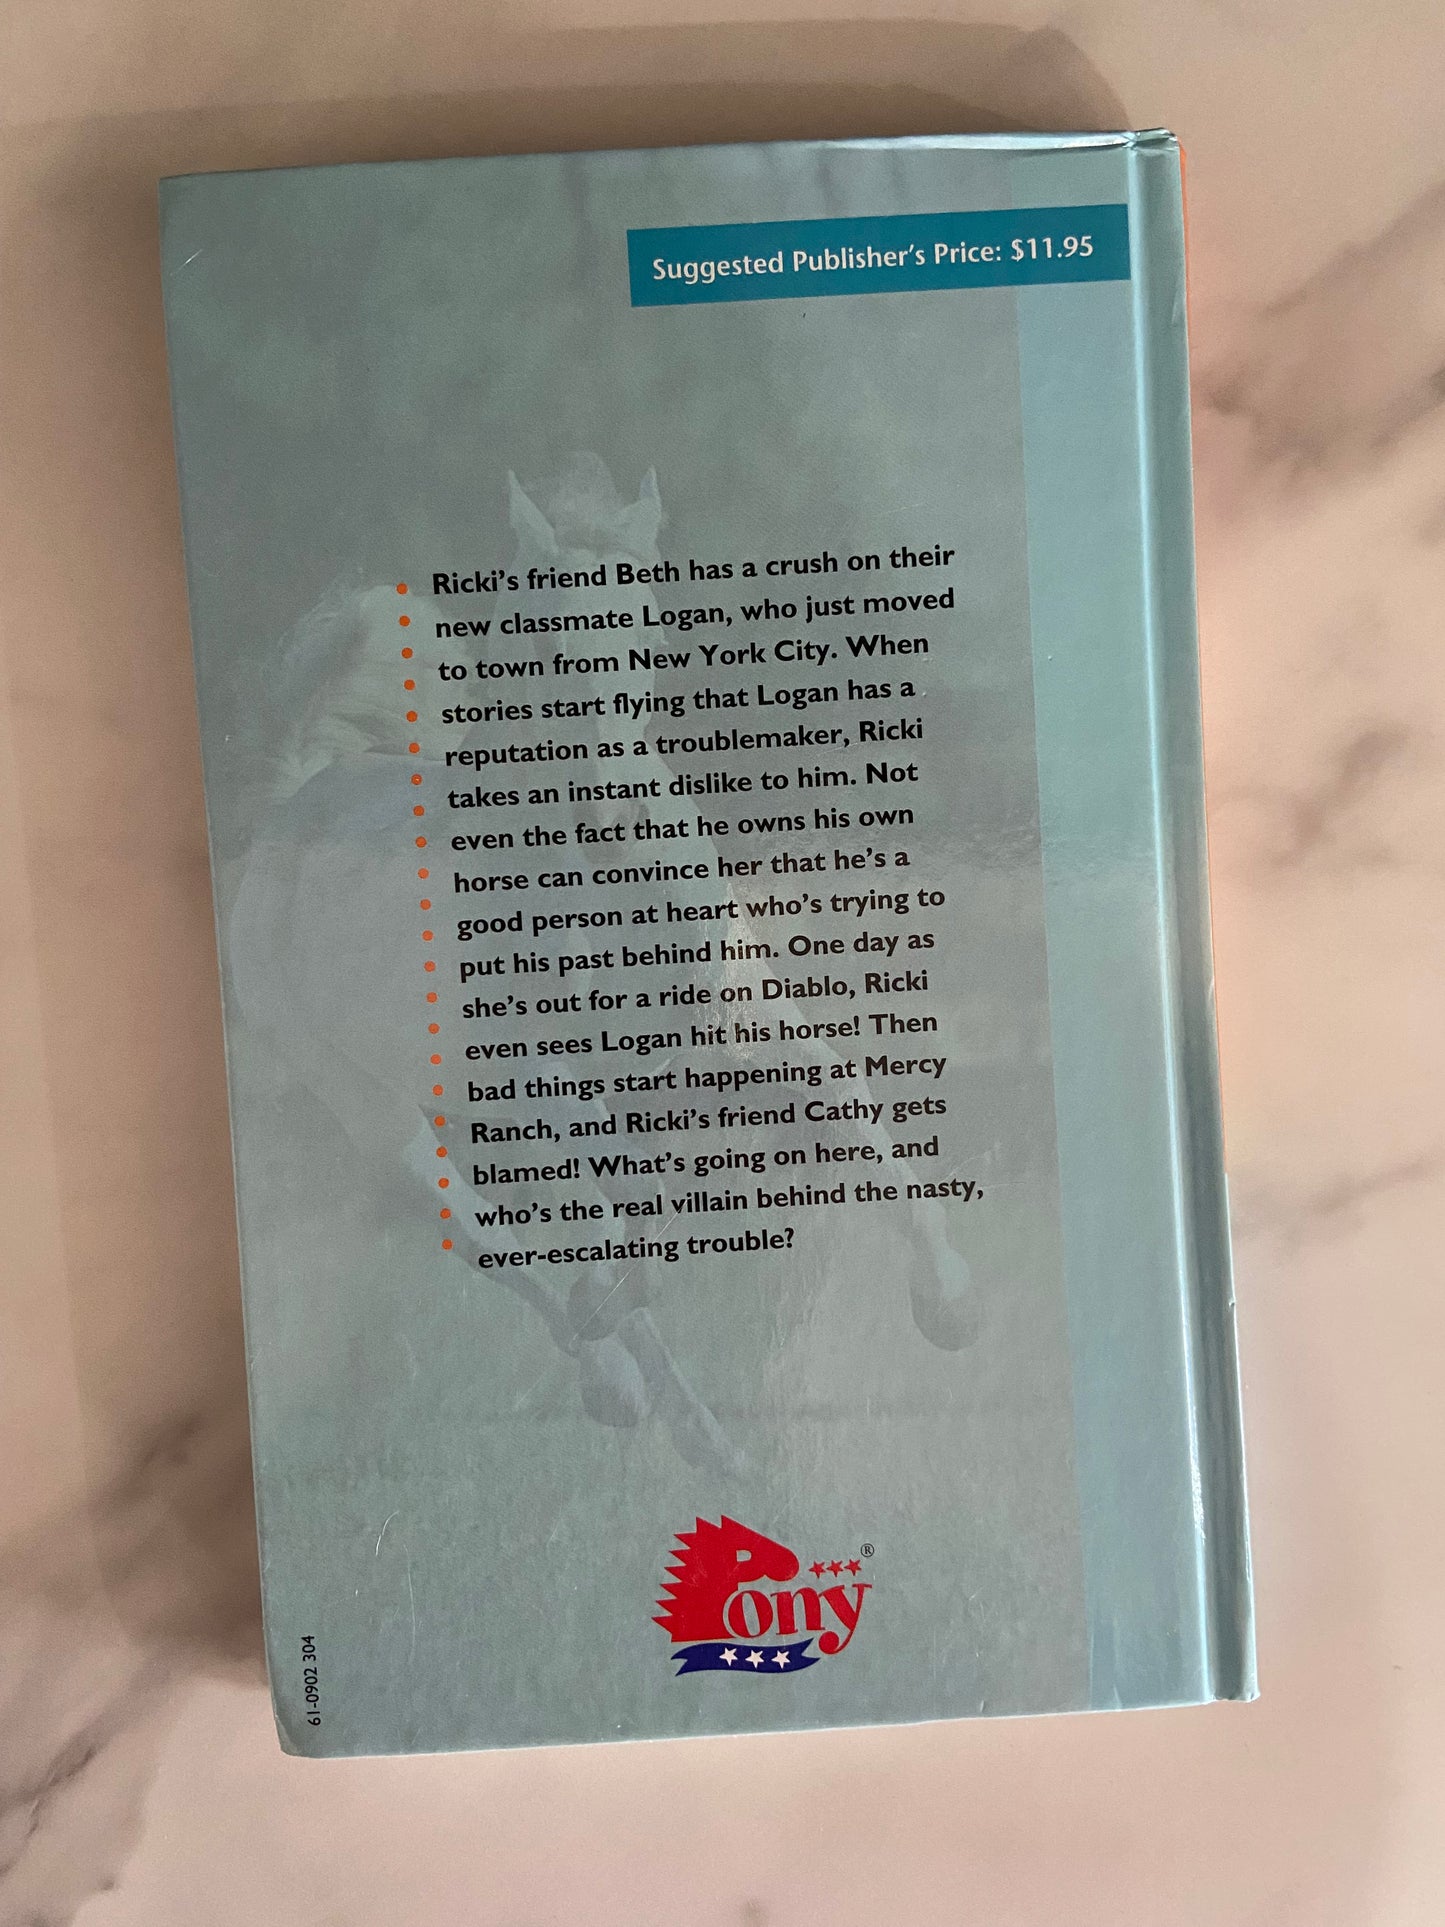 Suggested Publisher's Price: $11.95
Ricki's friend Beth has a crush on their
new classmate Logan, who just moved
to town from New York City. When
stories start flying that Logan has a
reputation as a troublemaker, Ricki
takes an instant dislike to him. Not
even the fact that he owns his own
horse can convince her that he's a
good person at heart who's trying to
put his past behind him. One day as
she's out for a ride on Diablo, Ricki
even sees Logan hit his horse! Then
bad things start happening at Mercy
Ranch, and Ricki's friend Cathy gets
blamed! What's going on here, and
who's the real villain behind the nasty,
ever-escalating trouble?
Pony®
61-0902 304